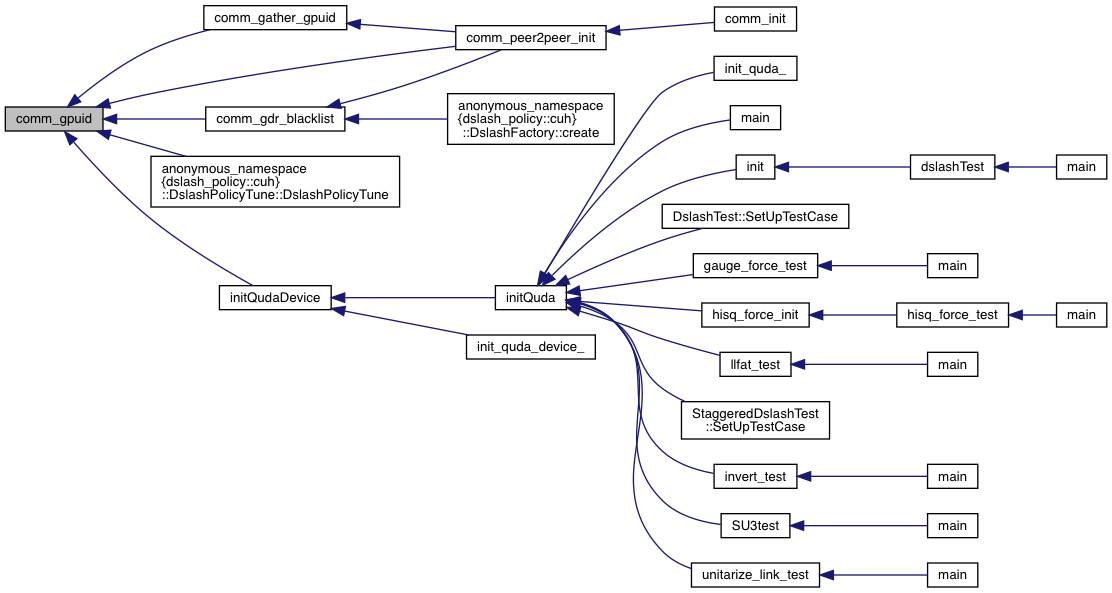 comm_gather_gpuid
comm_init
comm_peer2peer_init
init_quda_
comm_gpuid
comm_gdr_blacklist
anonymous_namespace
{dslash_policy::cuh}
::DslashFactory::create
main
anonymous_namespace
{dslash_policy::cuh}
::DslashPolicyTune::DslashPolicyTune
init
dslashTest
main
DslashTest::SetUpTestCase
gauge_force_test
main
initQudaDevice
initQuda
hisq_force_init
hisq_force_test
main
init_quda_device_
llfat_test
main
StaggeredDslashTest
::SetUpTestCase
invert_test
main
SU3test
main
unitarize_link_test
main